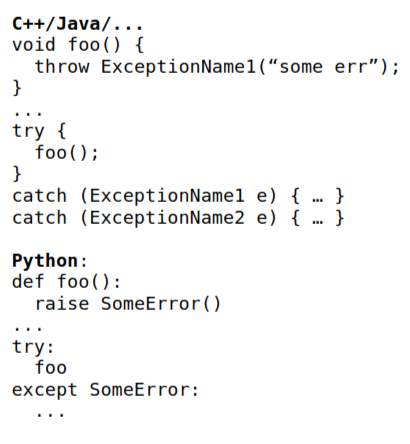 C++/Java/...
void foo() {
  throw ExceptionName1(“some err”);
}
...
try {
  foo();
}
catch (ExceptionName1 e) { … }
catch (ExceptionName2 e) { … }

Python:
def foo():
  raise SomeError()
...
try:
  foo
except SomeError:
  ...